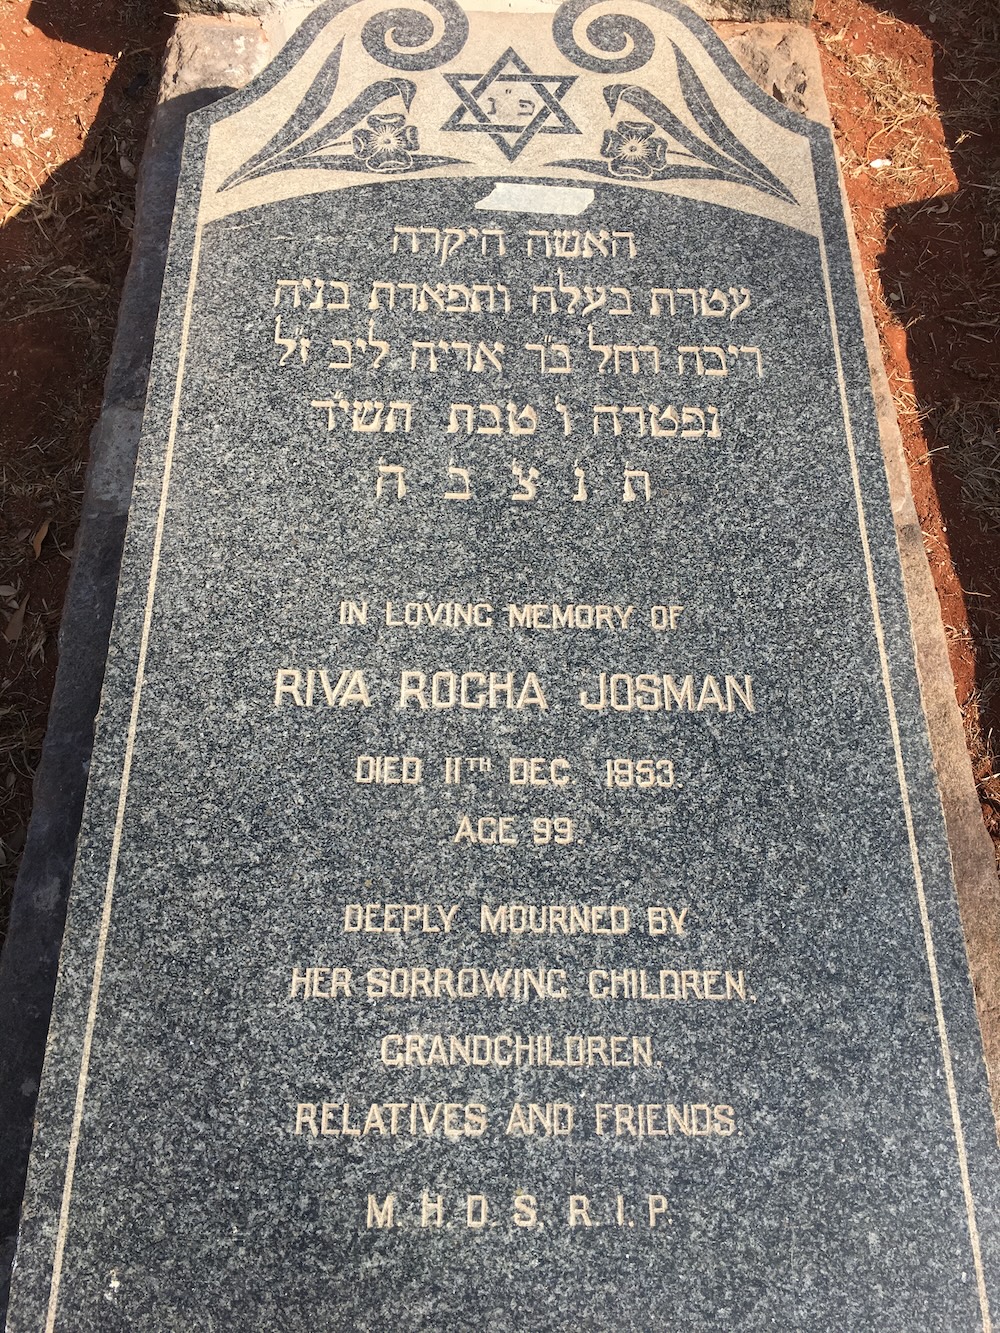 פ"נ
האשה היקרה
עטרת בעלה ותפארת בניה
ריבה רחל ב"ר אריה ליב ז"ל
נפטרה ו' טבת תשי"ד
ת' נ' צ' ב' ה'
IN LOVING MEMORY OF
RIVA ROCHA JOSMAN
DIED 11TH DEC. 1953.
AGE 99.
DEEPLY MOURNED BY
HER SORROWING CHILDREN,
GRANDCHILDREN,
RELATIVES AND FRIENDS.
M. H. D. S. R. I. P.